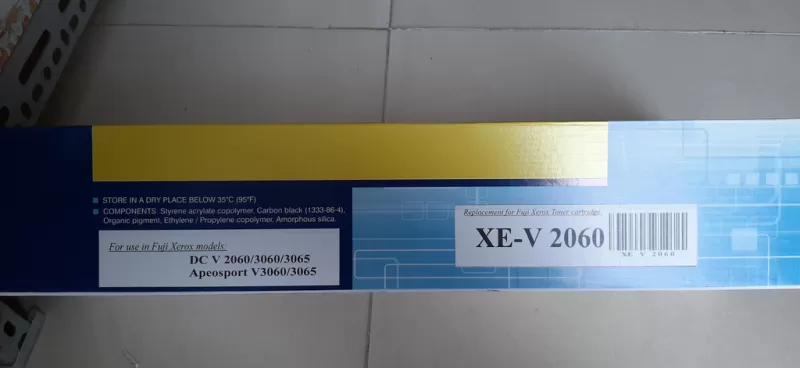 STORE IN A DRY PLACE BELOW 35°C (95°F)
COMPONENTS: Styrene acrylate copolymer, Carbon black (1333-86-4),
Organic pigment, Ethylene / Propylene copolymer, Amorphous silica.
For use in Fuji Xerox models:
DC V 2060/3060/3065
Apeosport V3060/3065
Replacement for Fuji Xerox Toner cartridge
XE-V 2060
XE V 2060